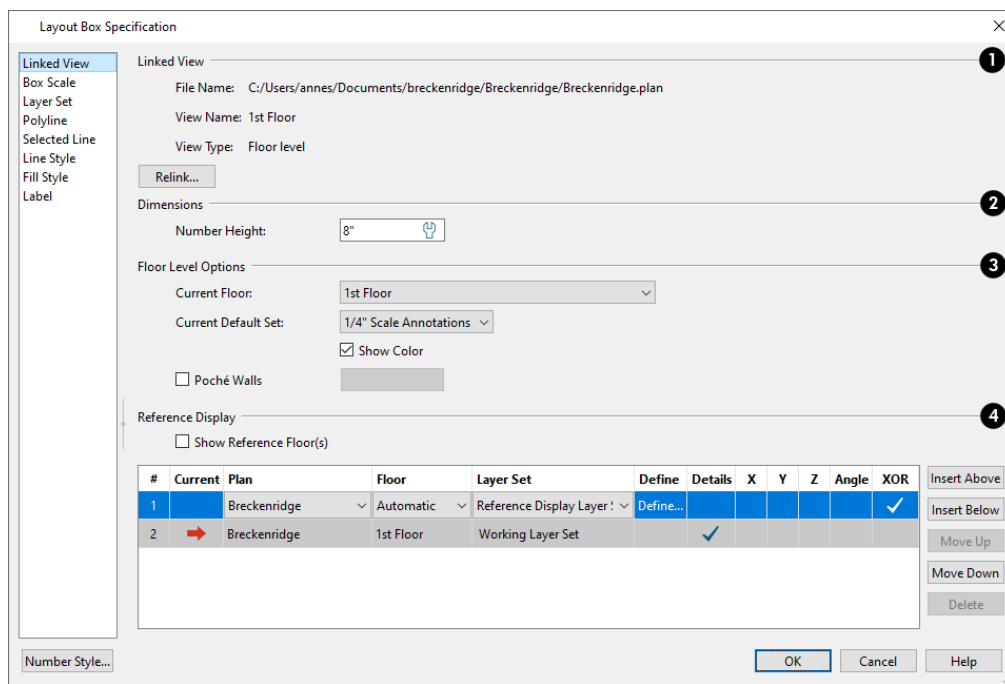 Layout Box Specification
Linked View
Box Scale
Layer Set
Polyline
Selected Line
Line Style
Fill Style
Label
Linked View 1
File Name: C:/Users/annes/Documents/breckenridge/Breckenridge/Breckenridge.plan
View Name: 1st Floor
View Type: Floor level
Relink...
Dimensions 2
Number Height: 8"
Floor Level Options 3
Current Floor: 1st Floor
Current Default Set: 1/4" Scale Annotations
Show Color
Poché Walls
Reference Display 4
Show Reference Floor(s)
# Current Plan Floor Layer Set Define Details X Y Z Angle XOR
1 Breckenridge Automatic Reference Display Layer Define...
2 Breckenridge 1st Floor Working Layer Set
Insert Above
Insert Below
Move Up
Move Down
Delete
Number Style... OK Cancel Help